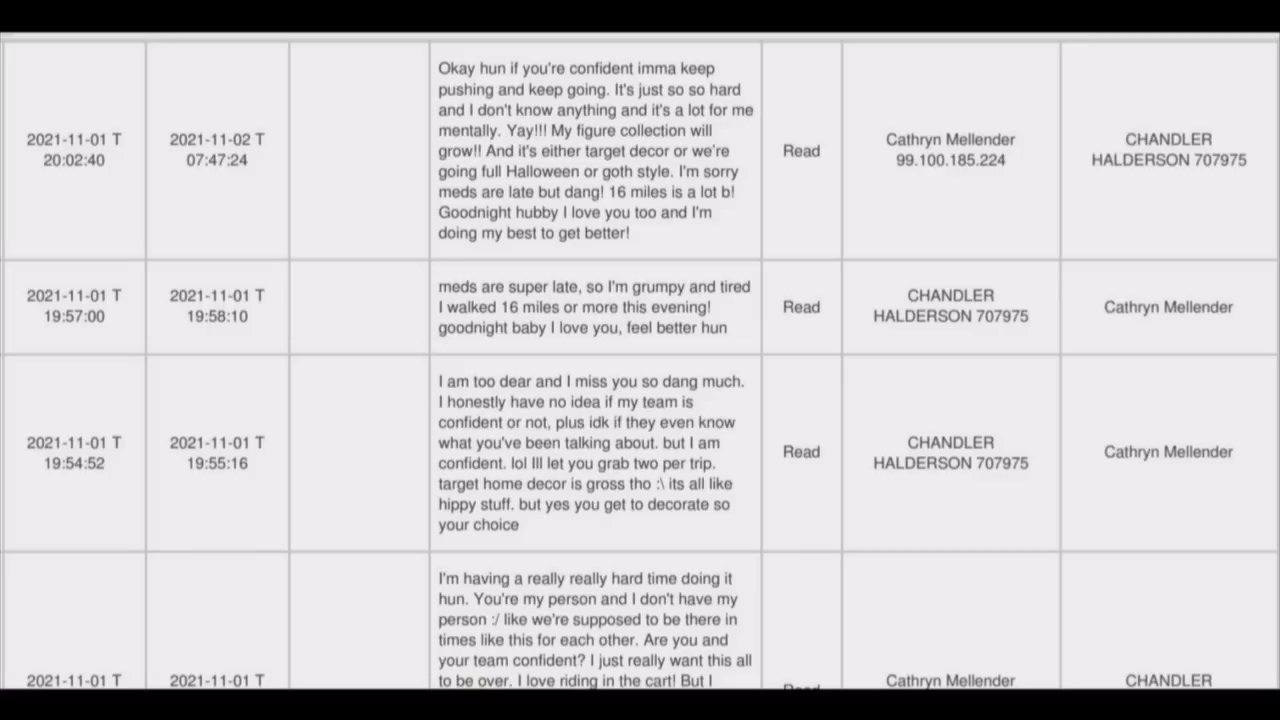 2021-11-01 T
20:02:40
2021-11-02 T
07:47:24
Okay hun if you're confident imma keep
pushing and keep going. It's just so so hard
and I don't know anything and it's a lot for me
mentally. Yay!!! My figure collection will
grow!! And it's either target decor or we're
going full Halloween or goth style. I'm sorry
meds are late but dang! 16 miles is a lot b!
Goodnight hubby I love you too and I'm
doing my best to get better!
Read
Cathryn Mellender
99.100.185.224
CHANDLER
HALDERSON 707975
2021-11-01 T
19:57:00
2021-11-01 T
19:58:10
meds are super late, so I'm grumpy and tired
I walked 16 miles or more this evening!
goodnight baby I love you, feel better hun
Read
CHANDLER
HALDERSON 707975
Cathryn Mellender
2021-11-01 T
19:54:52
2021-11-01 T
19:55:16
I am too dear and I miss you so dang much.
I honestly have no idea if my team is
confident or not, plus idk if they even know
what you've been talking about. but I am
confident. lol Ill let you grab two per trip.
target home decor is gross tho :\ its all like
hippy stuff. but yes you get to decorate so
your choice
Read
CHANDLER
HALDERSON 707975
Cathryn Mellender
2021-11-01 T
2021-11-01 T
I'm having a really really hard time doing it
hun. You're my person and I don't have my
person :/ like we're supposed to be there in
times like this for each other. Are you and
your team confident? I just really want this all
to be over. I love riding in the cart! But I
Read
Cathryn Mellender
CHANDLER